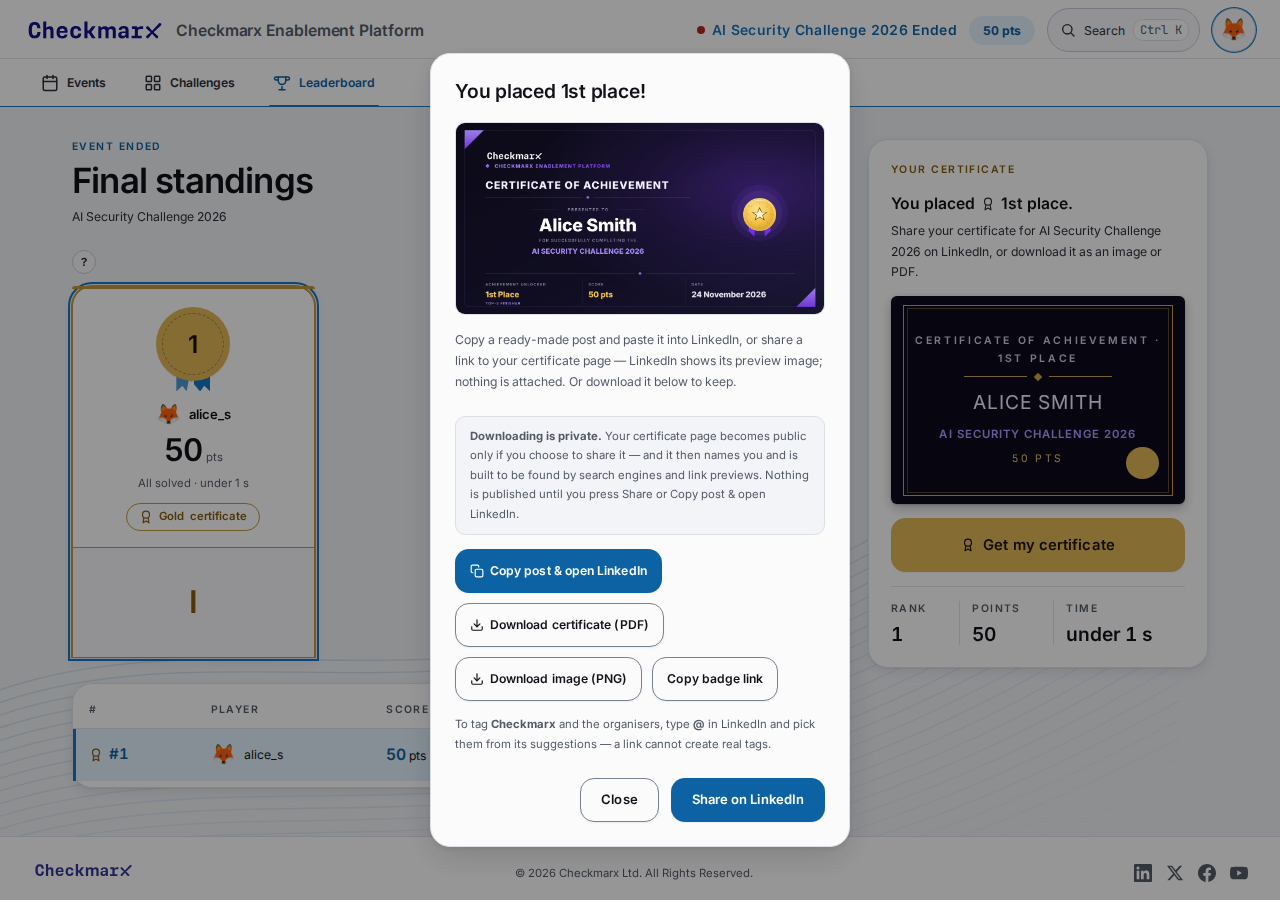 Checkmarx
Checkmarx Enablement Platform
AI Security Challenge 2026 Ended
50 pts
Search
Ctrl K
Events
Challenges
Leaderboard
EVENT ENDED
Final standings
AI Security Challenge 2026
?
1
alice_s
50 pts
All solved · under 1 s
Gold certificate
I
#
PLAYER
SCORE
#1
alice_s
50 pts
You placed 1st place!
Checkmarx
CHECKMARX ENABLEMENT PLATFORM
CERTIFICATE OF ACHIEVEMENT
PRESENTED TO
Alice Smith
FOR SUCCESSFULLY COMPLETING THE
AI SECURITY CHALLENGE 2026
ACHIEVEMENT UNLOCKED
1st Place
TOP-3 FINISHER
SCORE
50 pts
DATE
24 November 2026
Copy a ready-made post and paste it into LinkedIn, or share a
link to your certificate page — LinkedIn shows its preview image;
nothing is attached. Or download it below to keep.
Downloading is private. Your certificate page becomes public
only if you choose to share it — and it then names you and is
built to be found by search engines and link previews. Nothing
is published until you press Share or Copy post & open
LinkedIn.
Copy post & open LinkedIn
Download certificate (PDF)
Download image (PNG)
Copy badge link
To tag Checkmarx and the organisers, type @ in LinkedIn and pick
them from its suggestions — a link cannot create real tags.
Close
Share on LinkedIn
YOUR CERTIFICATE
You placed 1st place.
Share your certificate for AI Security Challenge
2026 on LinkedIn, or download it as an image or
PDF.
CERTIFICATE OF ACHIEVEMENT ·
1ST PLACE
ALICE SMITH
AI SECURITY CHALLENGE 2026
50 PTS
Get my certificate
RANK
1
POINTS
50
TIME
under 1 s
Checkmarx
© 2026 Checkmarx Ltd. All Rights Reserved.